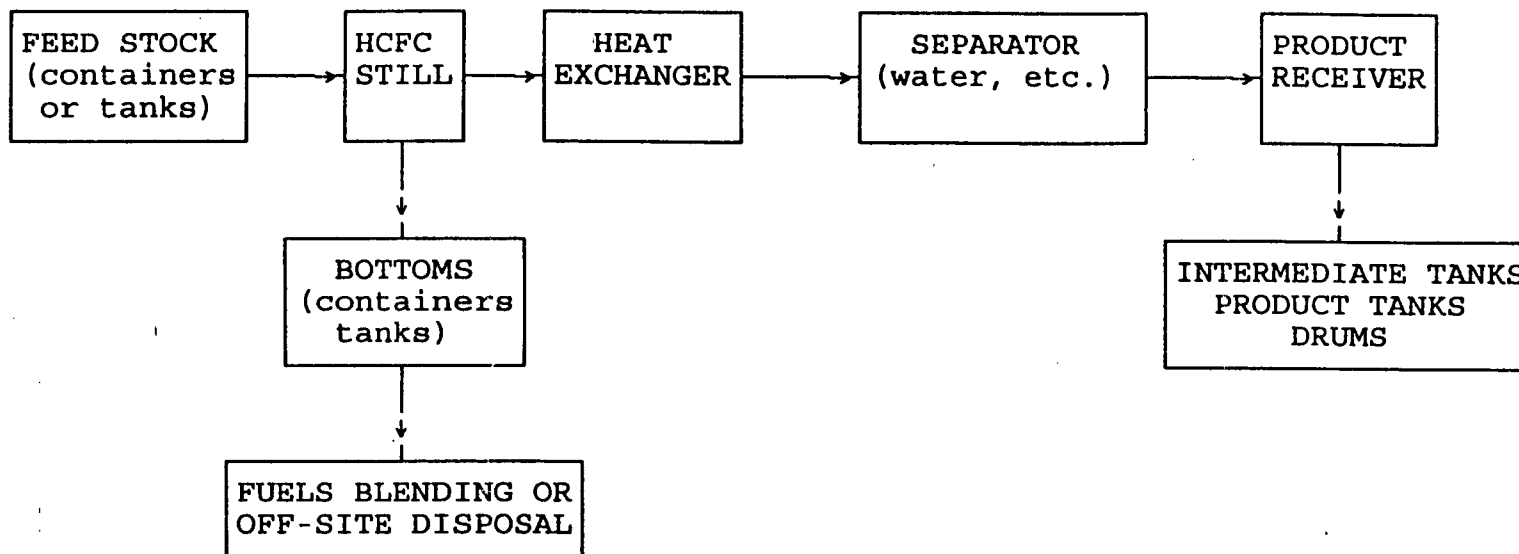 FEED STOCK
(containers
or tanks)
HCFC
STILL
HEAT
EXCHANGER
SEPARATOR
(water, etc.)
PRODUCT
RECEIVER
BOTTOMS
(containers
tanks)
INTERMEDIATE TANKS
PRODUCT TANKS
DRUMS
FUELS BLENDING OR
OFF-SITE DISPOSAL